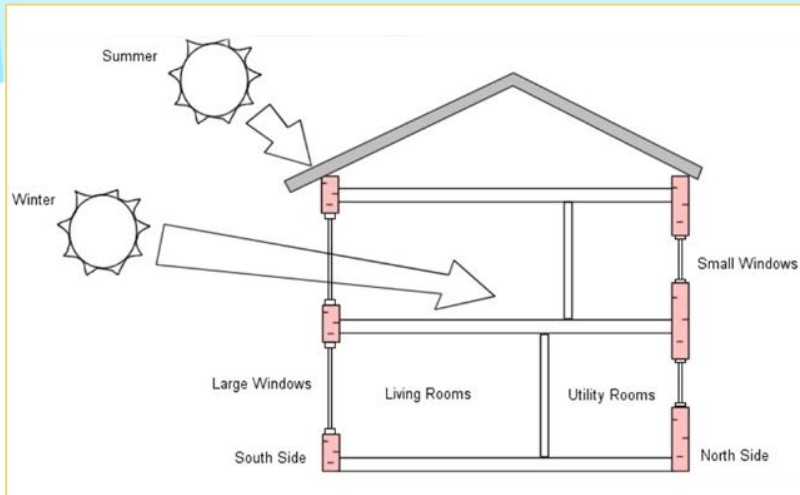 Summer
Winter
Small Windows
Large Windows
Living Rooms
Utility Rooms
South Side
North Side